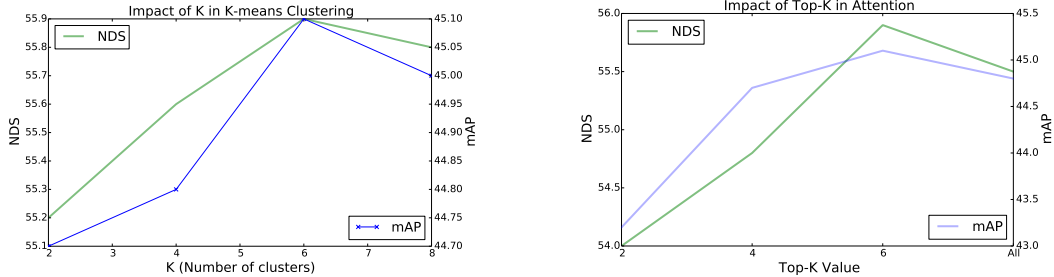 Impact of K in K-means Clustering
55.9
55.8
55.7
55.6
55.5
55.4
55.3
55.2
55.1
NDS
NDS
45.10
45.05
45.00
44.95
44.90
44.85
44.80
44.75
44.70
mAP
mAP
2 3 4 5 6 7 8
K (Number of clusters)
Impact of Top-K in Attention
56.0
55.5
55.0
54.5
54.0
NDS
NDS
45.5
45.0
44.5
44.0
43.5
43.0
mAP
mAP
2 4 6 All
Top-K Value